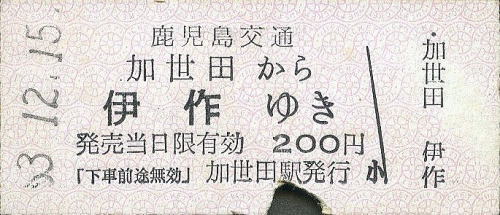 53.12.15
鹿児島交通
加世田から
伊作ゆき
発売当日限有効 200円
「下車前途無効」 加世田駅発行 小
・加世田 伊作